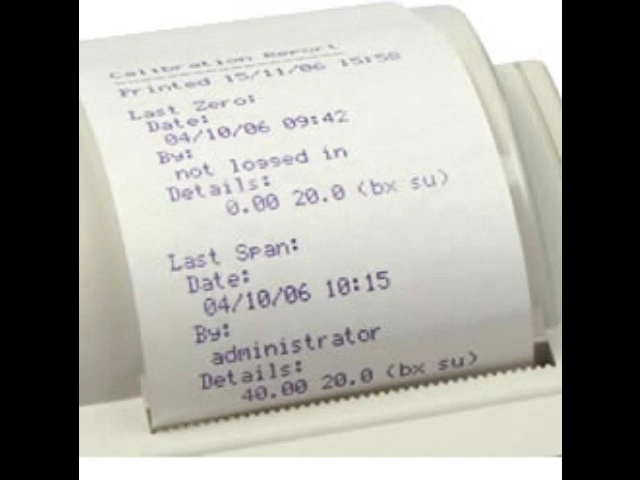 Calibration Report
Printed 15/11/06 15:58
Last Zero:
Date:
04/10/06 09:42
By:
not logged in
Details:
0.00 20.0 (bx su)
Last Span:
Date:
04/10/06 10:15
By:
administrator
Details:
40.00 20.0 (bx su)